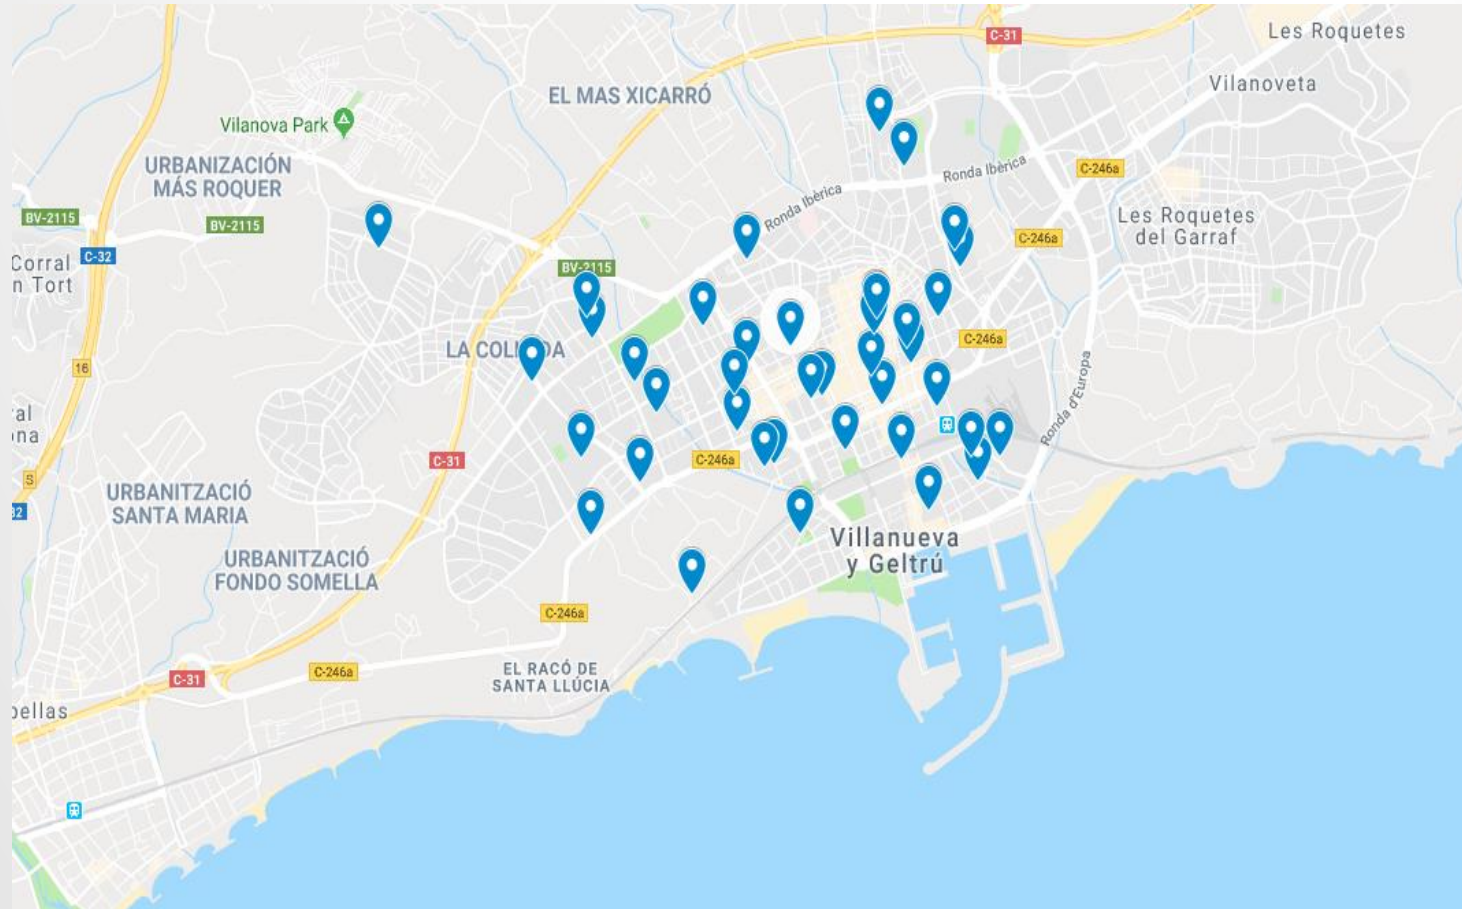 C-31
Les Roquetes
Vilanoveta
EL MAS XICARRÓ
Vilanova Park
URBANIZACIÓN
MÁS ROQUER
Ronda Ibèrica
C-246a
Ronda Ibèrica
BV-2115
BV-2115
Les Roquetes
del Garraf
C-246a
C-32
Corral
n Tort
BV-2115
C-246a
LA COL DA
16
Ronda d'Europa
al
na
C-31
C-246a
S
32
URBANITZACIÓ
SANTA MARIA
Villanueva
y Geltrú
URBANITZACIÓ
FONDO SOMELLA
C-246a
EL RACÓ DE
SANTA LLÚCIA
C-246a
C-31
bellas